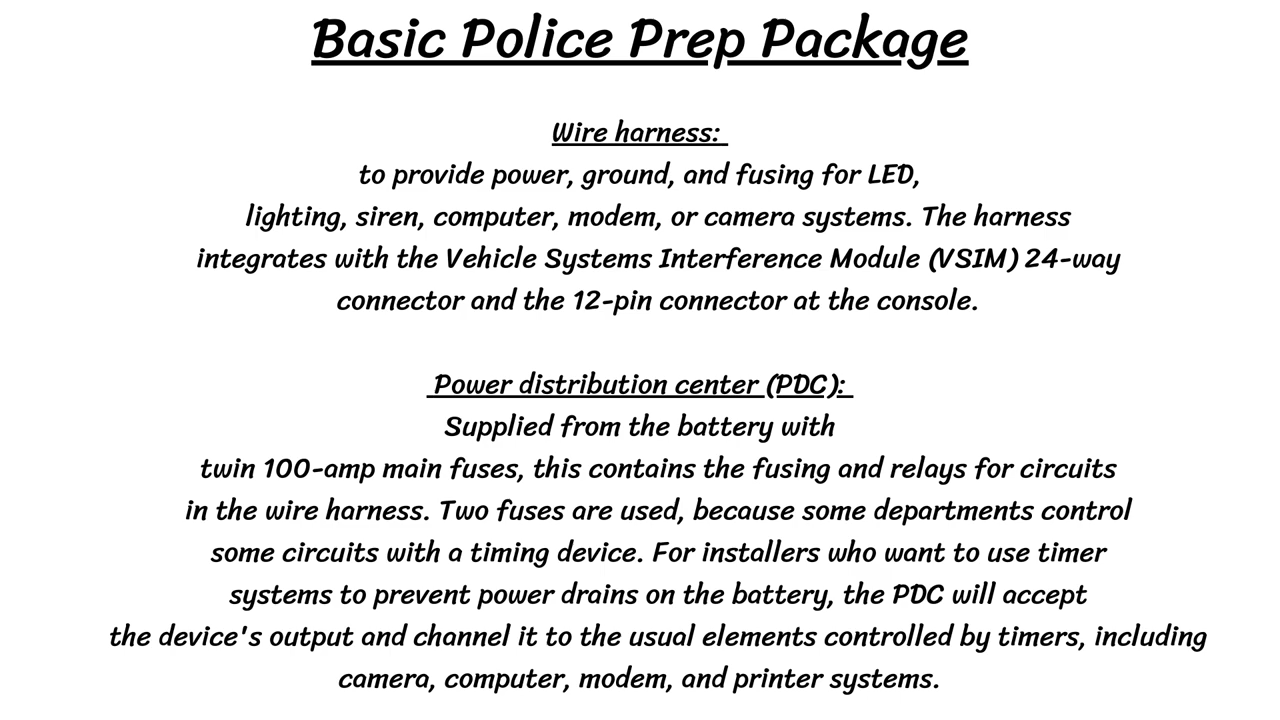 Basic Police Prep Package
Wire harness:
to provide power, ground, and fusing for LED,
lighting, siren, computer, modem, or camera systems. The harness
integrates with the Vehicle Systems Interference Module (VSIM) 24-way
connector and the 12-pin connector at the console.
Power distribution center (PDC):
Supplied from the battery with
twin 100-amp main fuses, this contains the fusing and relays for circuits
in the wire harness. Two fuses are used, because some departments control
some circuits with a timing device. For installers who want to use timer
systems to prevent power drains on the battery, the PDC will accept
the device's output and channel it to the usual elements controlled by timers, including
camera, computer, modem, and printer systems.